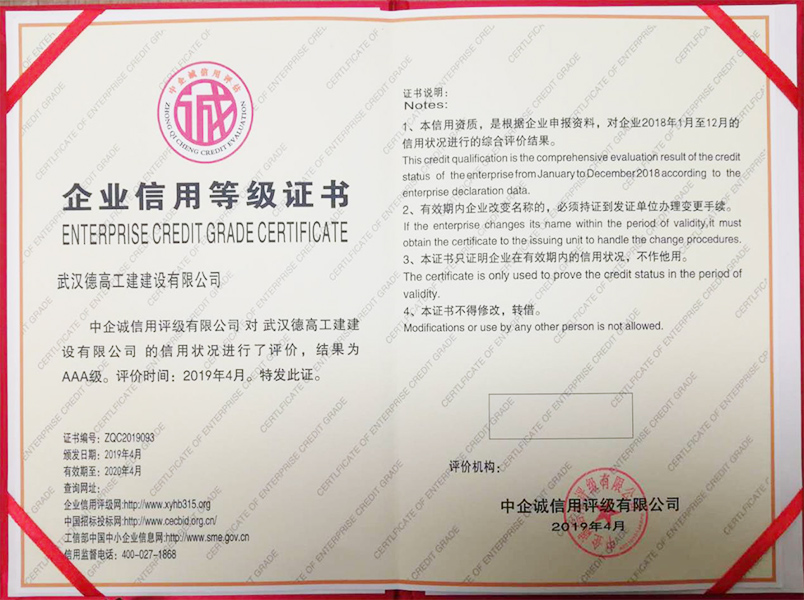 中企诚信用评估
ZHONG QI CHENG CREDIT EVALUATION
企业信用等级证书
ENTERPRISE CREDIT GRADE CERTIFICATE
武汉德高工建建设有限公司
中企诚信用评级有限公司 对 武汉德高工建建
设有限公司 的信用状况进行了评价，结果为
AAA级。评价时间：2019年4月。特发此证。
证书编号：ZQC2019093
颁发日期：2019年4月
有效期至：2020年4月
查询网址：
企业信用评级网:http://www.xyhb315.org
中国招标投标网:http://www.cecbid.org.cn/
工信部中国中小企业信息网:http://www.sme.gov.cn
信用监督电话：400-027-1868
证书说明：
Notes:
1、本信用资质，是根据企业申报资料，对企业2018年1月至12月的
信用状况进行的综合评价结果。
This credit qualification is the comprehensive evaluation result of the credit
status of the enterprise from January to December 2018 according to the
enterprise declaration data.
2、有效期内企业改变名称的，必须持证到发证单位办理变更手续。
If the enterprise changes its name within the period of validity,it must
obtain the certificate to the issuing unit to handle the change procedures.
3、本证书只证明企业在有效期内的信用状况，不作他用。
The certificate is only used to prove the credit status in the period of
validity.
4、本证书不得修改，转借。
Modifications or use by any other person is not allowed.
评价机构：
中企诚信用评级有限公司
2019年4月